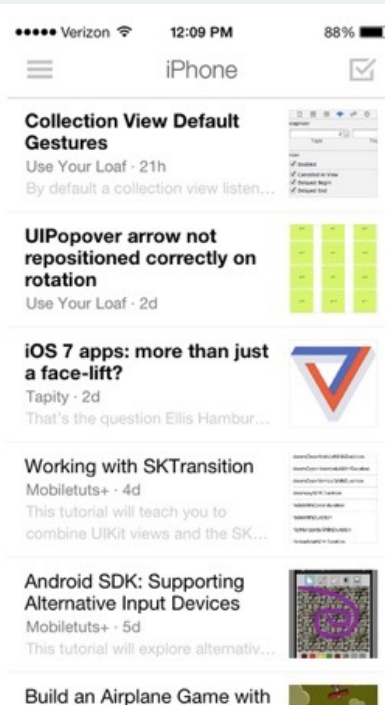 Verizon 12:09 PM 88%
iPhone
Collection View Default
Gestures
Use Your Loaf · 21h
By default a collection view listen...
UIPopover arrow not
repositioned correctly on
rotation
Use Your Loaf · 2d
iOS 7 apps: more than just
a face-lift?
Tapity · 2d
That's the question Ellis Hambur...
Working with SKTransition
Mobiletuts+ · 4d
This tutorial will teach you to
combine UIKit views and the SK...
Android SDK: Supporting
Alternative Input Devices
Mobiletuts+ · 5d
This tutorial will explore alternativ...
Build an Airplane Game with